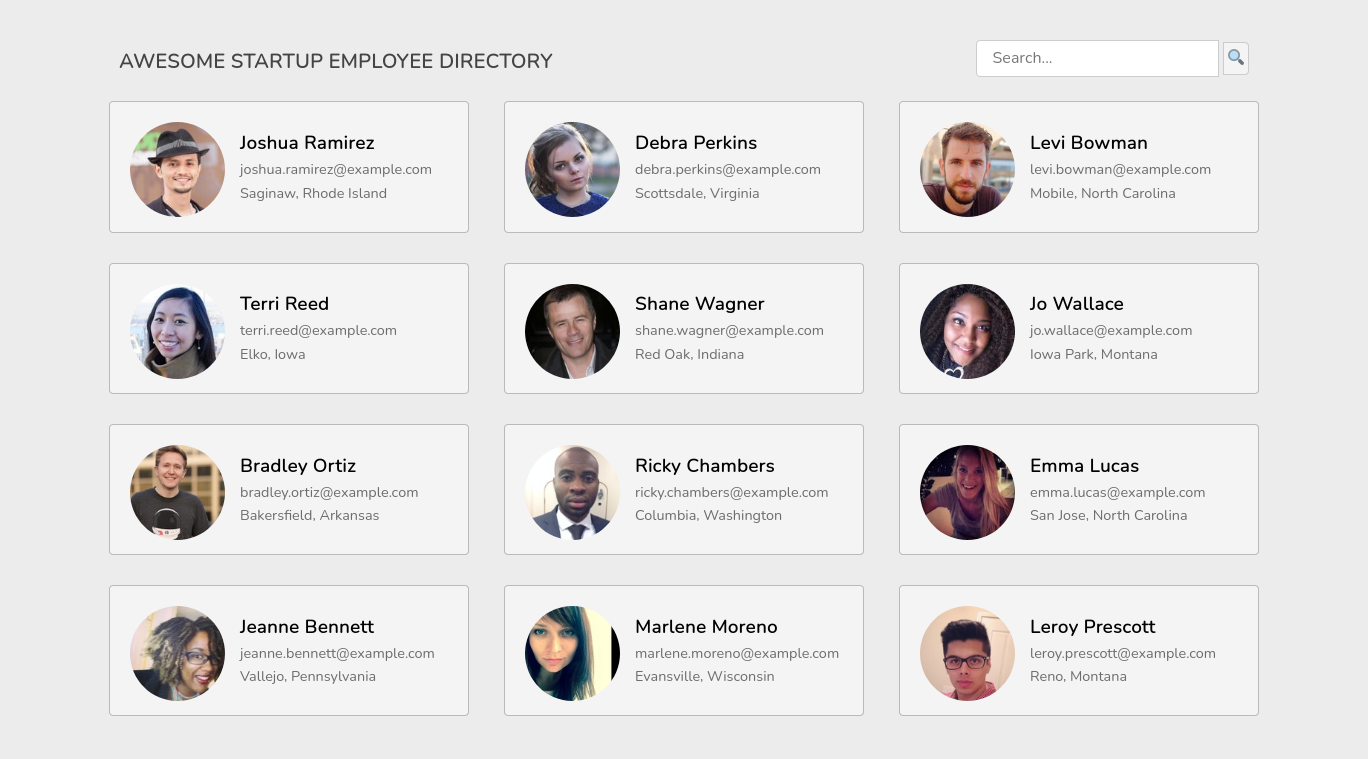 AWESOME STARTUP EMPLOYEE DIRECTORY
Search...
Joshua Ramirez
joshua.ramirez@example.com
Saginaw, Rhode Island
Debra Perkins
debra.perkins@example.com
Scottsdale, Virginia
Levi Bowman
levi.bowman@example.com
Mobile, North Carolina
Terri Reed
terri.reed@example.com
Elko, Iowa
Shane Wagner
shane.wagner@example.com
Red Oak, Indiana
Jo Wallace
jo.wallace@example.com
Iowa Park, Montana
Bradley Ortiz
bradley.ortiz@example.com
Bakersfield, Arkansas
Ricky Chambers
ricky.chambers@example.com
Columbia, Washington
Emma Lucas
emma.lucas@example.com
San Jose, North Carolina
Jeanne Bennett
jeanne.bennett@example.com
Vallejo, Pennsylvania
Marlene Moreno
marlene.moreno@example.com
Evansville, Wisconsin
Leroy Prescott
leroy.prescott@example.com
Reno, Montana